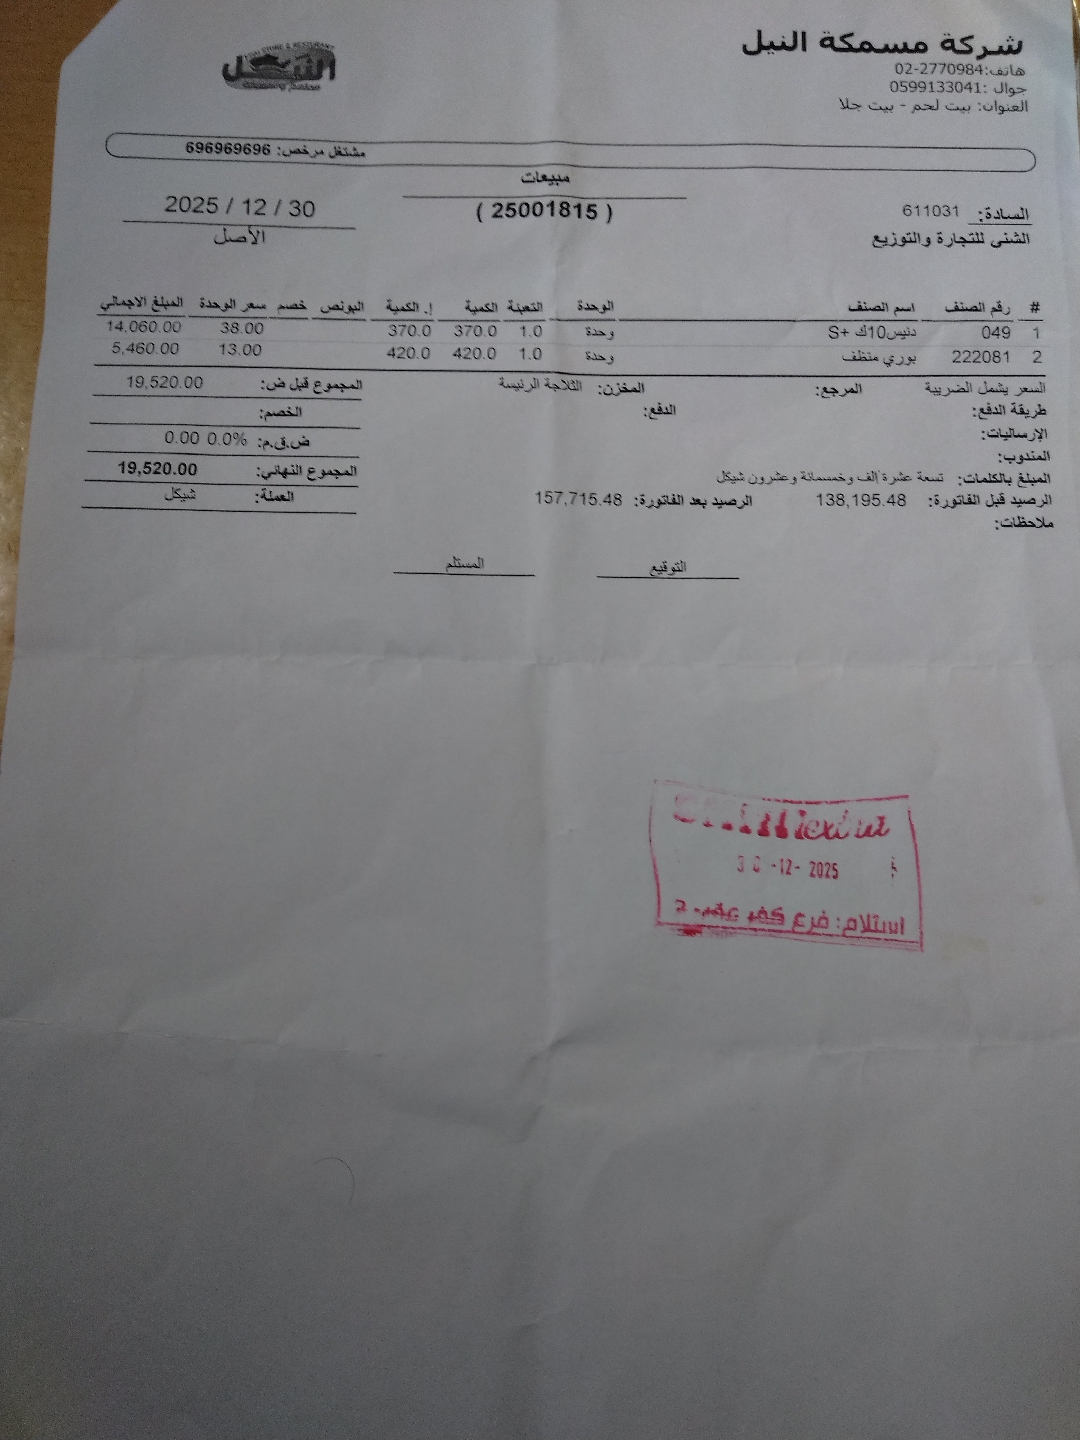 شركة مسمكة النيل
هاتف:02-2770984
جوال :0599133041
العنوان: بيت لحم - بيت جلا
النيل
مشتغل مرخص: 696969696
مبيعات
( 25001815 )
2025 / 12 / 30
الأصل
السادة: 611031
الشني للتجارة والتوزيع
# رقم الصنف اسم الصنف الوحدة التعبئة الكمية إ. الكمية البونص خصم سعر الوحدة المبلغ الاجمالي
1 049 دنيس10ك +S وحدة 1.0 370.0 370.0 38.00 14,060.00
2 222081 بوري منظف وحدة 1.0 420.0 420.0 13.00 5,460.00
السعر يشمل الضريبة المرجع: المخزن: الثلاجة الرئيسة
طريقة الدفع: الدفع:
الإرساليات:
المندوب:
المبلغ بالكلمات: تسعة عشرة إلف وخمسمائة وعشرون شيكل
الرصيد قبل الفاتورة: 138,195.48 الرصيد بعد الفاتورة: 157,715.48
ملاحظات:
المجموع قبل ض: 19,520.00
الخصم:
ض.ق.م: 0.0% 0.00
المجموع النهائي: 19,520.00
العملة: شيكل
التوقيع المستلم
30 -12- 2025
استلام: فرع كفر عقب-2